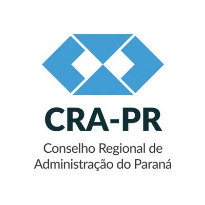 CRA-PR
Conselho Regional de
Administração do Paraná